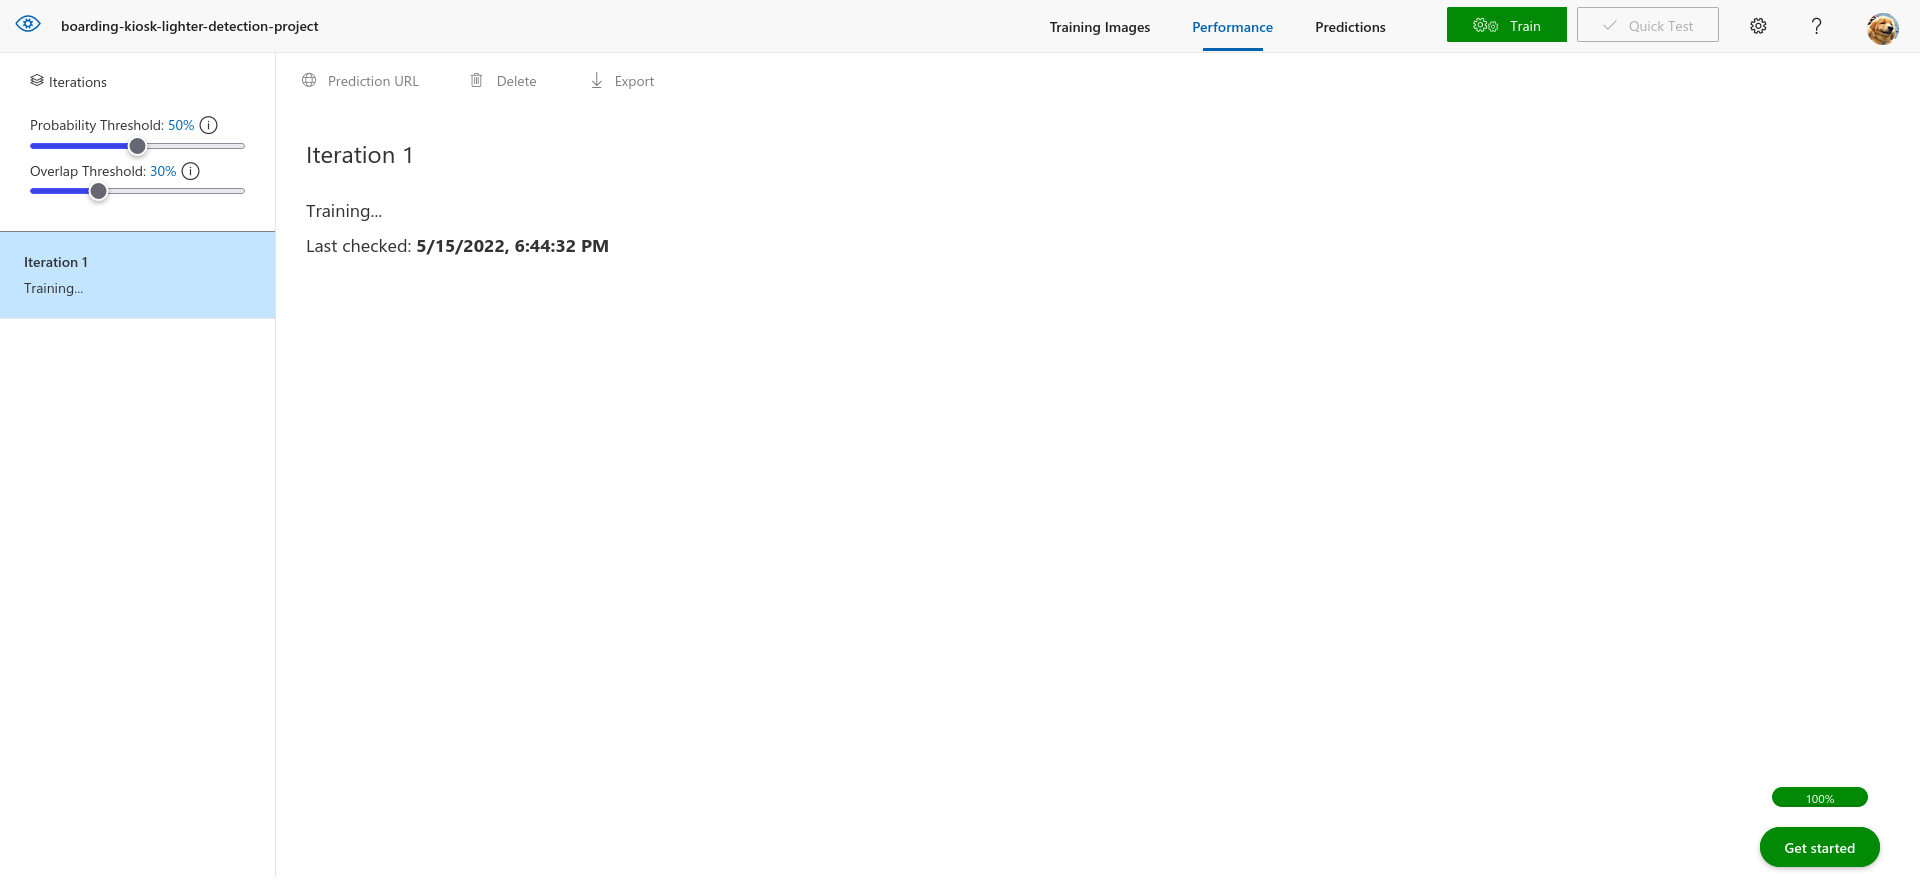 boarding-kiosk-lighter-detection-project
Training Images
Performance
Predictions
Train
Quick Test
?
Iterations
Probability Threshold: 50%
Overlap Threshold: 30%
Iteration 1
Training...
Prediction URL
Delete
Export
Iteration 1
Training...
Last checked: 5/15/2022, 6:44:32 PM
100%
Get started